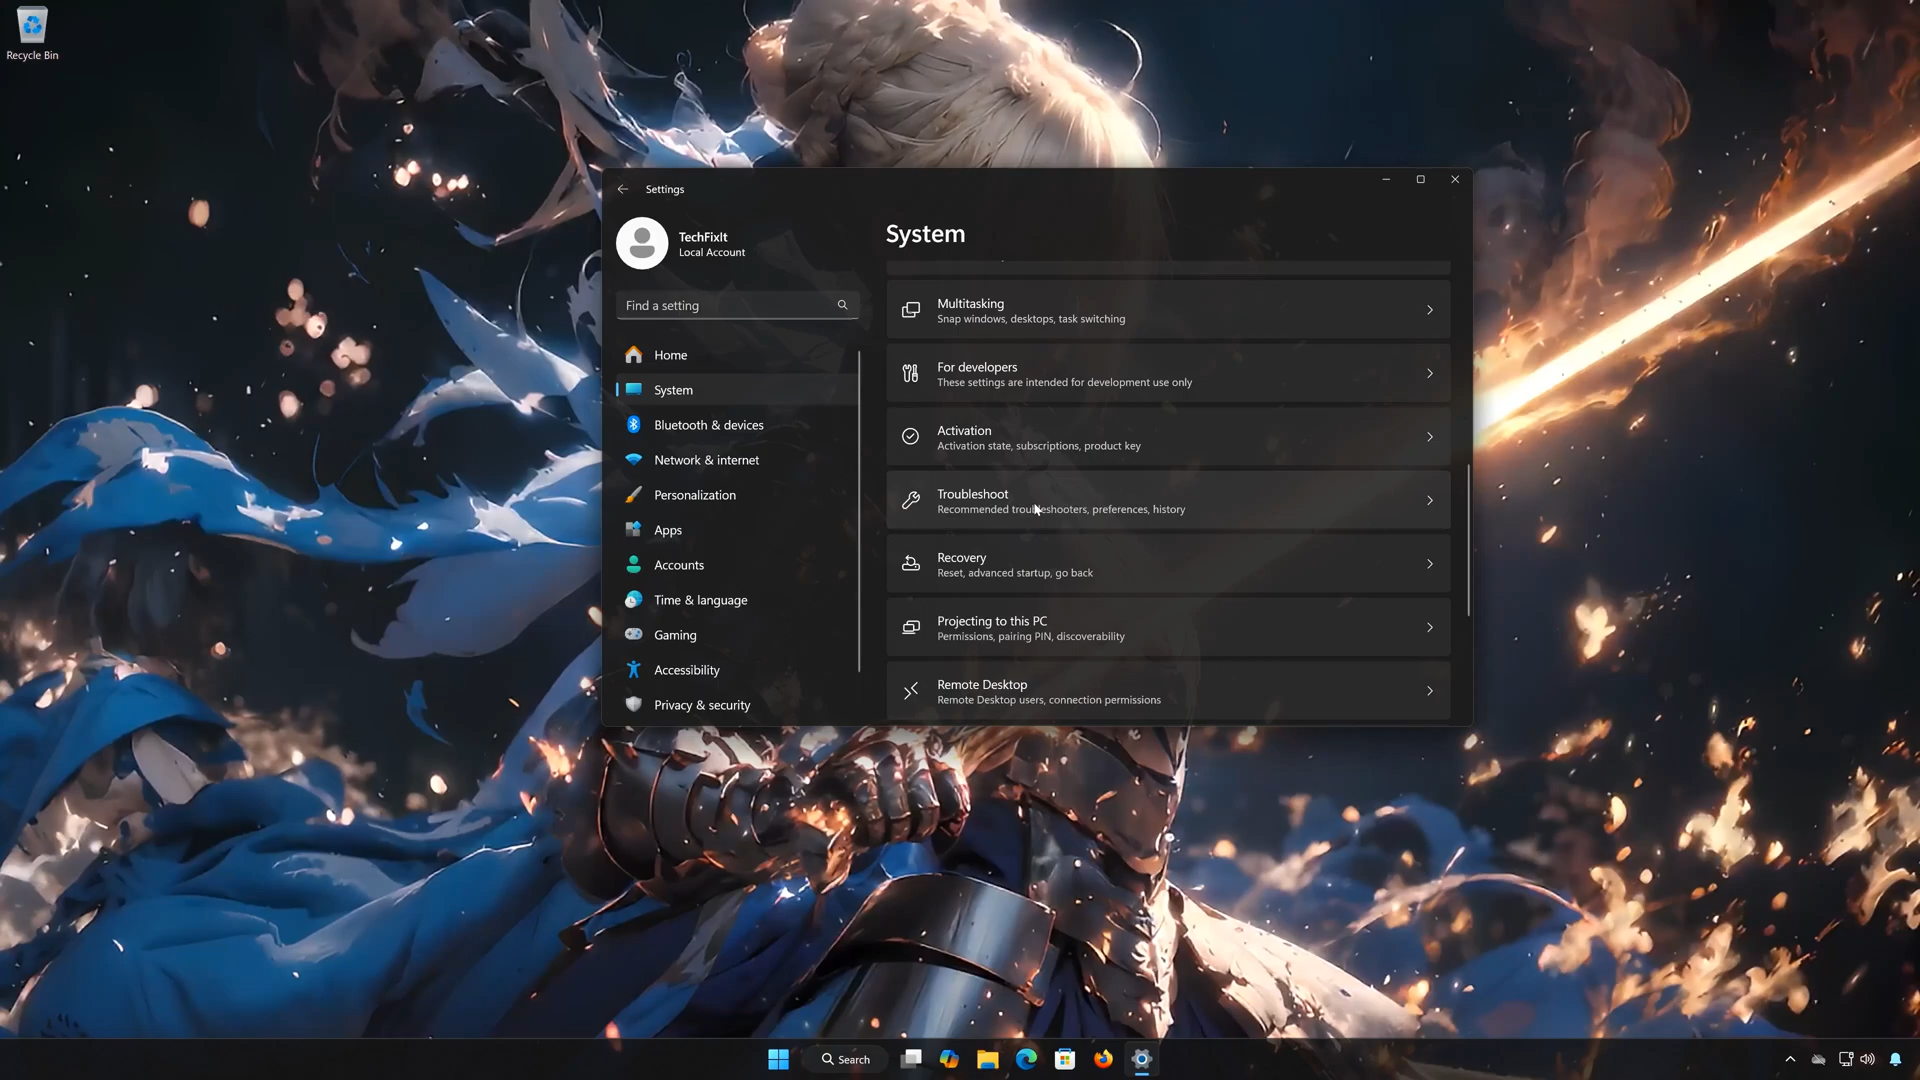 Recycle Bin
Settings
TechFixIt
Local Account
Find a setting
Home
System
Bluetooth & devices
Network & internet
Personalization
Apps
Accounts
Time & language
Gaming
Accessibility
Privacy & security
System
Multitasking
Snap windows, desktops, task switching
For developers
These settings are intended for development use only
Activation
Activation state, subscriptions, product key
Troubleshoot
Recommended troubleshooters, preferences, history
Recovery
Reset, advanced startup, go back
Projecting to this PC
Permissions, pairing PIN, discoverability
Remote Desktop
Remote Desktop users, connection permissions
Search